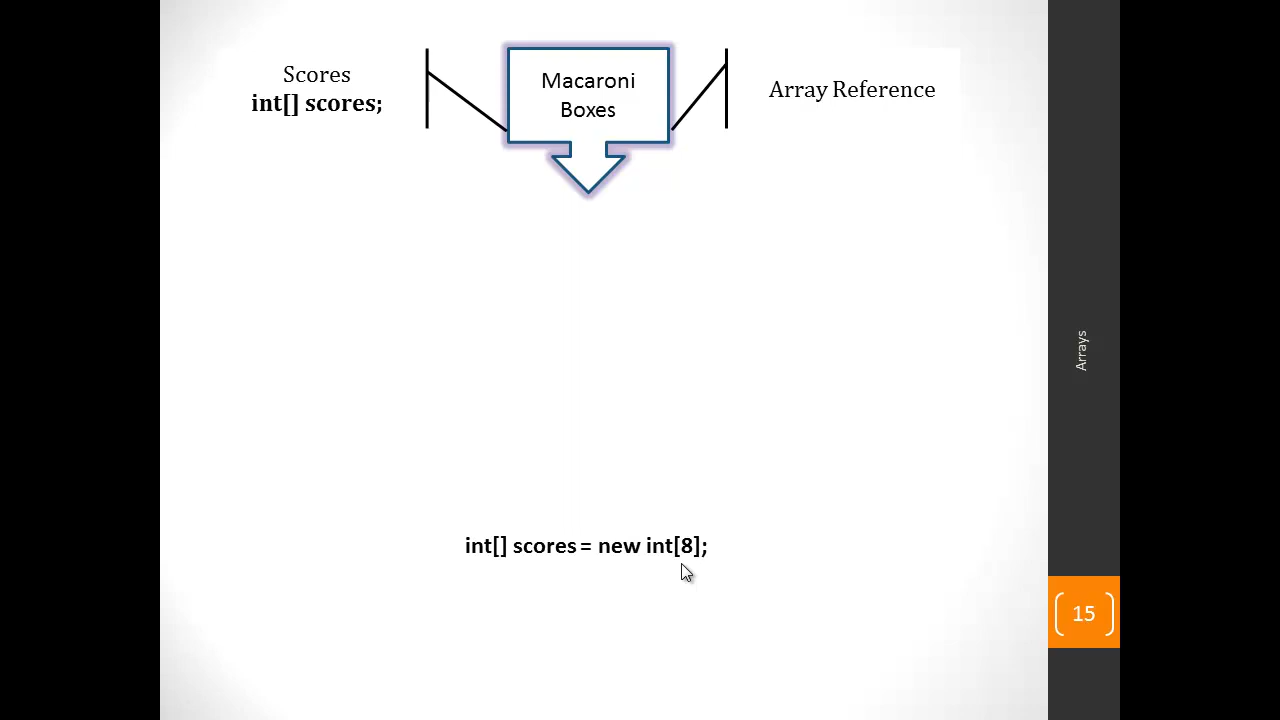 Scores
int[] scores;
Macaroni
Boxes
Array Reference
int[] scores = new int[8];
Arrays
15